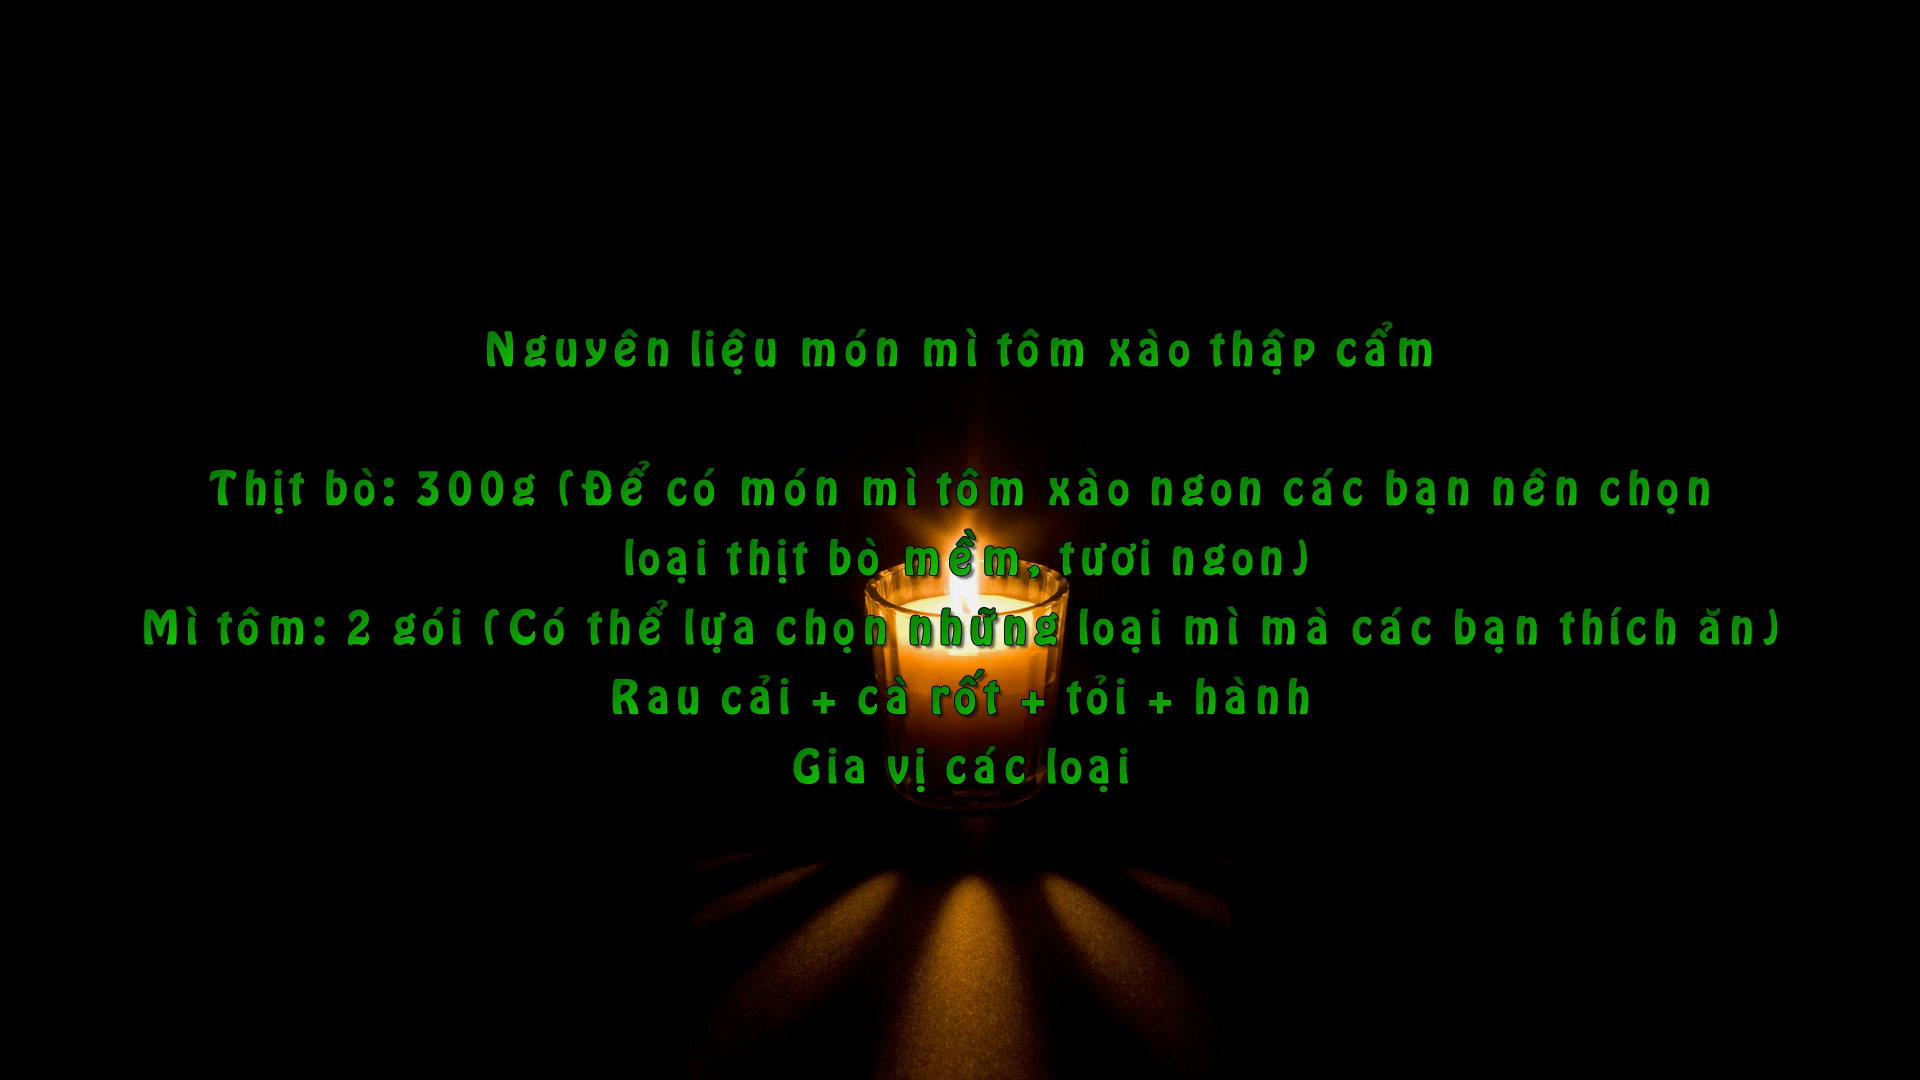 Nguyên liệu món mì tôm xào thập cẩm
Thịt bò: 300g (Để có món mì tôm xào ngon các bạn nên chọn
loại thịt bò mềm, tươi ngon)
Mì tôm: 2 gói (Có thể lựa chọn những loại mì mà các bạn thích ăn)
Rau cải + cà rốt + tỏi + hành
Gia vị các loại